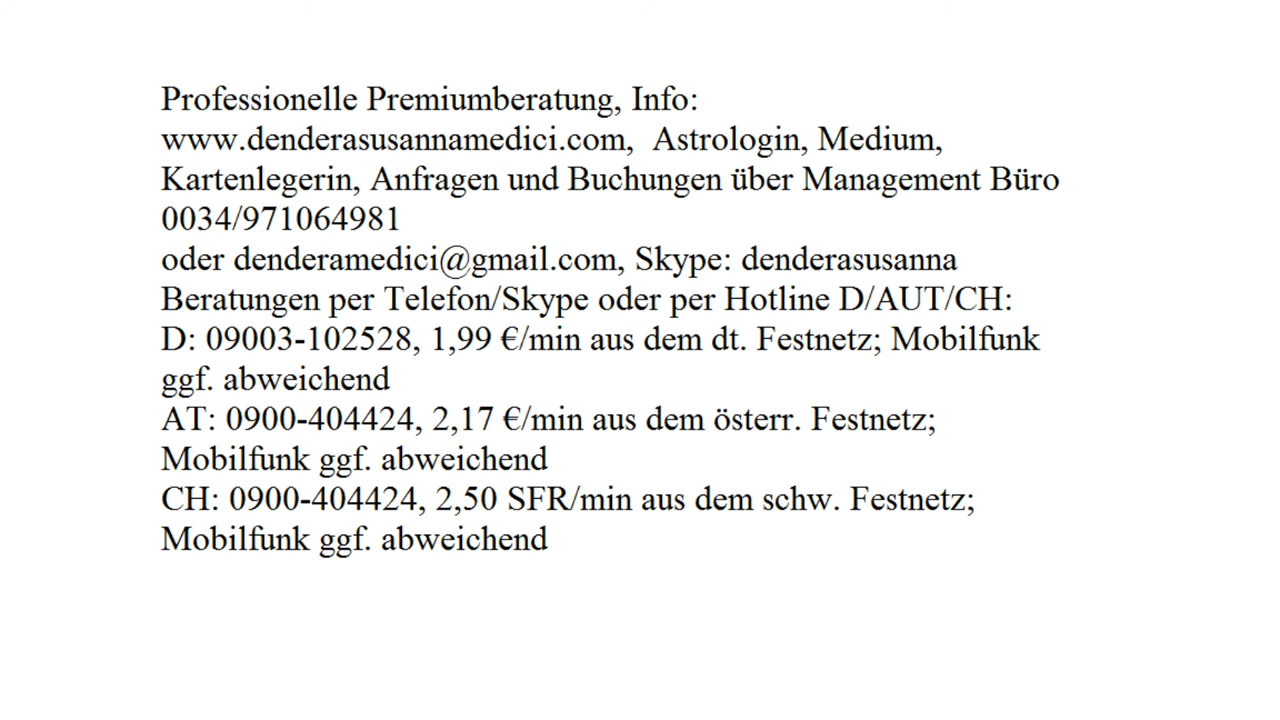 Professionelle Premiumberatung, Info:
www.denderasusannamedici.com,  Astrologin, Medium,
Kartenlegerin, Anfragen und Buchungen über Management Büro
0034/971064981
oder denderamedici@gmail.com, Skype: denderasusanna
Beratungen per Telefon/Skype oder per Hotline D/AUT/CH:
D: 09003-102528, 1,99 €/min aus dem dt. Festnetz; Mobilfunk
ggf. abweichend
AT: 0900-404424, 2,17 €/min aus dem österr. Festnetz;
Mobilfunk ggf. abweichend
CH: 0900-404424, 2,50 SFR/min aus dem schw. Festnetz;
Mobilfunk ggf. abweichend